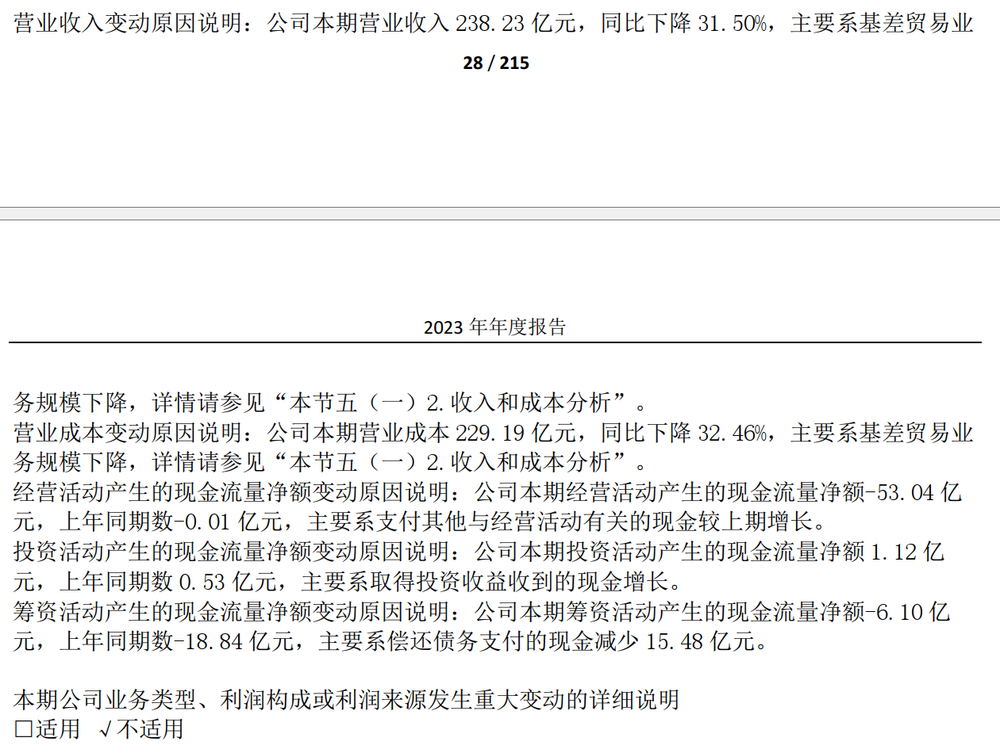 营业收入变动原因说明：公司本期营业收入 238.23 亿元，同比下降 31.50%，主要系基差贸易业
28 / 215
2023 年年度报告
务规模下降，详情请参见“本节五（一）2.收入和成本分析”。
营业成本变动原因说明：公司本期营业成本 229.19 亿元，同比下降 32.46%，主要系基差贸易业
务规模下降，详情请参见“本节五（一）2.收入和成本分析”。
经营活动产生的现金流量净额变动原因说明：公司本期经营活动产生的现金流量净额-53.04 亿
元，上年同期数-0.01 亿元，主要系支付其他与经营活动有关的现金较上期增长。
投资活动产生的现金流量净额变动原因说明：公司本期投资活动产生的现金流量净额 1.12 亿
元，上年同期数 0.53 亿元，主要系取得投资收益收到的现金增长。
筹资活动产生的现金流量净额变动原因说明：公司本期筹资活动产生的现金流量净额-6.10 亿
元，上年同期数-18.84 亿元，主要系偿还债务支付的现金减少 15.48 亿元。
本期公司业务类型、利润构成或利润来源发生重大变动的详细说明
□适用 √不适用